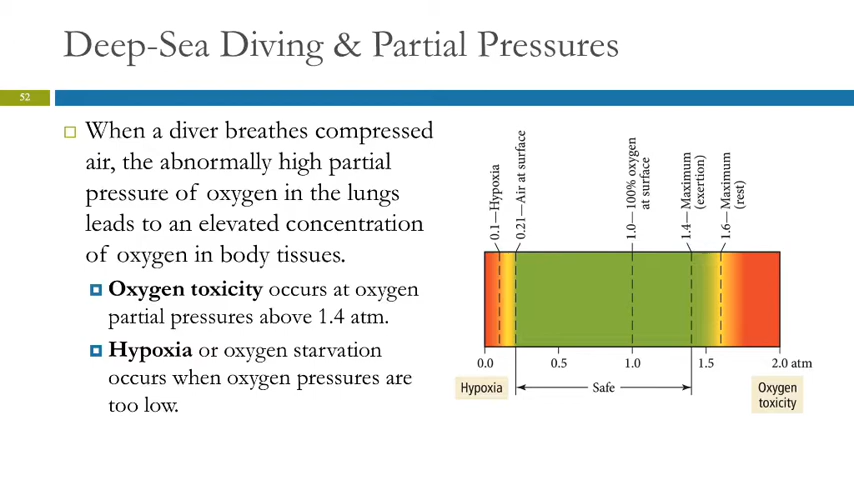 Deep-Sea Diving & Partial Pressures
52
When a diver breathes compressed
air, the abnormally high partial
pressure of oxygen in the lungs
leads to an elevated concentration
of oxygen in body tissues.
Oxygen toxicity occurs at oxygen
partial pressures above 1.4 atm.
Hypoxia or oxygen starvation
occurs when oxygen pressures are
too low.
0.1—Hypoxia
0.21—Air at surface
1.0—100% oxygen
at surface
1.4—Maximum
(exertion)
1.6—Maximum
(rest)
0.0 0.5 1.0 1.5 2.0 atm
Hypoxia
Safe
Oxygen
toxicity